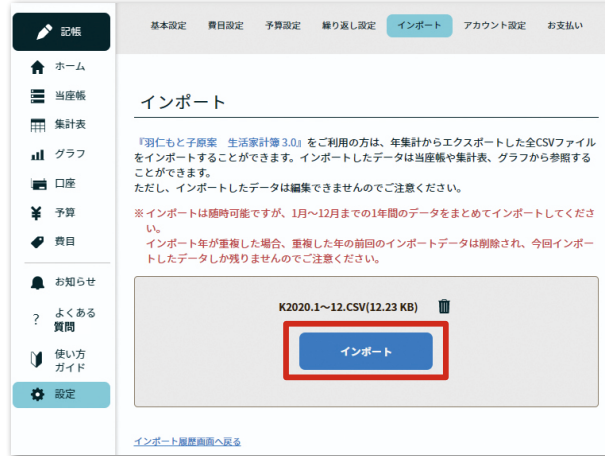 記帳
ホーム
当座帳
集計表
グラフ
口座
予算
費目
お知らせ
よくある
質問
使い方
ガイド
設定
基本設定 費目設定 予算設定 繰り返し設定 インポート アカウント設定 お支払い
インポート
『羽仁もと子原案　生活家計簿 3.0』をご利用の方は、年集計からエクスポートした全CSVファイル
をインポートすることができます。インポートしたデータは当座帳や集計表、グラフから参照する
ことができます。
ただし、インポートしたデータは編集できませんのでご注意ください。
※ インポートは随時可能ですが、1月～12月までの1年間のデータをまとめてインポートしてくださ
い。
インポート年が重複した場合、重複した年の前回のインポートデータは削除され、今回インポー
トしたデータしか残りませんのでご注意ください。
K2020.1～12.CSV(12.23 KB)
インポート
インポート履歴画面へ戻る